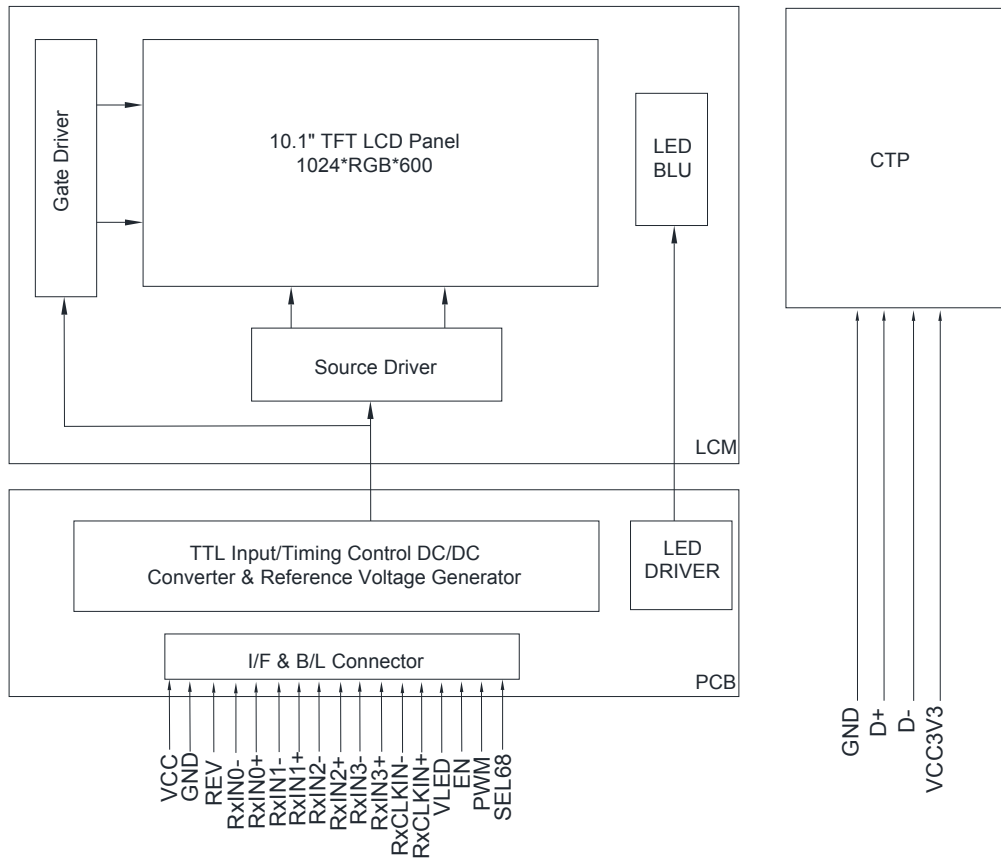 Gate Driver
10.1" TFT LCD Panel
1024*RGB*600
LED
BLU
CTP
Source Driver
LCM
TTL Input/Timing Control DC/DC
Converter & Reference Voltage Generator
LED
DRIVER
I/F & B/L Connector
PCB
VCC
GND
REV
RxIN0-
RxIN0+
RxIN1-
RxIN1+
RxIN2-
RxIN2+
RxIN3-
RxIN3+
RxCLKIN-
RxCLKIN+
VLED
EN
PWM
SEL68
GND
D+
D-
VCC3V3